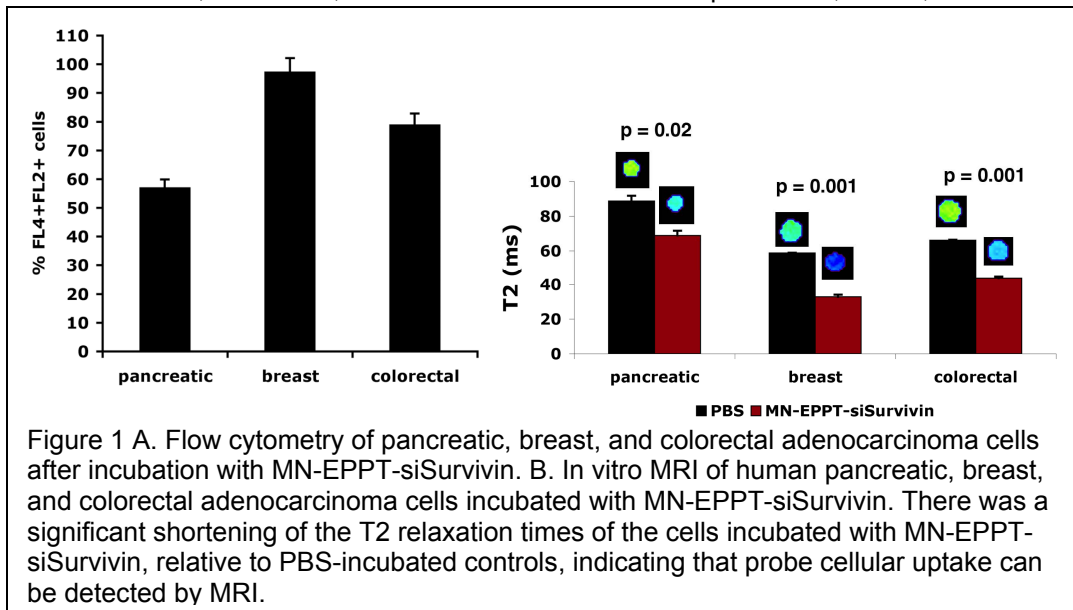 110
100
90
80
70
60
50
40
30
20
10
0
% FL4+FL2+ cells
pancreatic breast colorectal
p = 0.02
p = 0.001
p = 0.001
100
80
60
40
20
0
T2 (ms)
pancreatic breast colorectal
PBS MN-EPPT-siSurvivin
Figure 1 A. Flow cytometry of pancreatic, breast, and colorectal adenocarcinoma cells
after incubation with MN-EPPT-siSurvivin. B. In vitro MRI of human pancreatic, breast,
and colorectal adenocarcinoma cells incubated with MN-EPPT-siSurvivin. There was a
significant shortening of the T2 relaxation times of the cells incubated with MN-EPPT-
siSurvivin, relative to PBS-incubated controls, indicating that probe cellular uptake can
be detected by MRI.